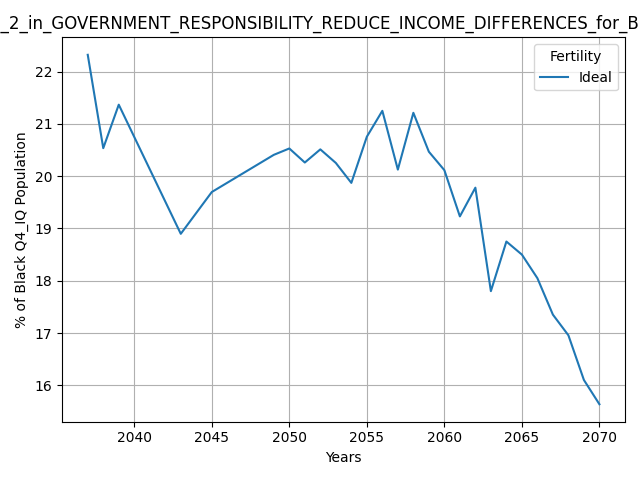 _2_in_GOVERNMENT_RESPONSIBILITY_REDUCE_INCOME_DIFFERENCES_for_B
Fertility
Ideal
% of Black Q4_IQ Population
22
21
20
19
18
17
16
2040
2045
2050
2055
2060
2065
2070
Years